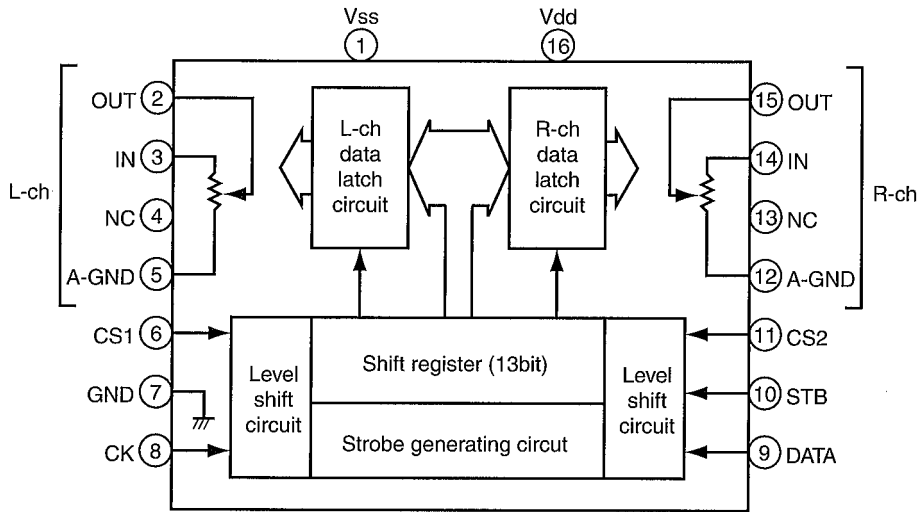 Vss
1
Vdd
16
L-ch
OUT 2
IN 3
NC 4
A-GND 5
CS1 6
GND 7
CK 8
L-ch
data
latch
circuit
R-ch
data
latch
circuit
15 OUT
14 IN
13 NC
12 A-GND
R-ch
11 CS2
10 STB
9 DATA
Level
shift
circuit
Shift register (13bit)
Strobe generating circut
Level
shift
circuit